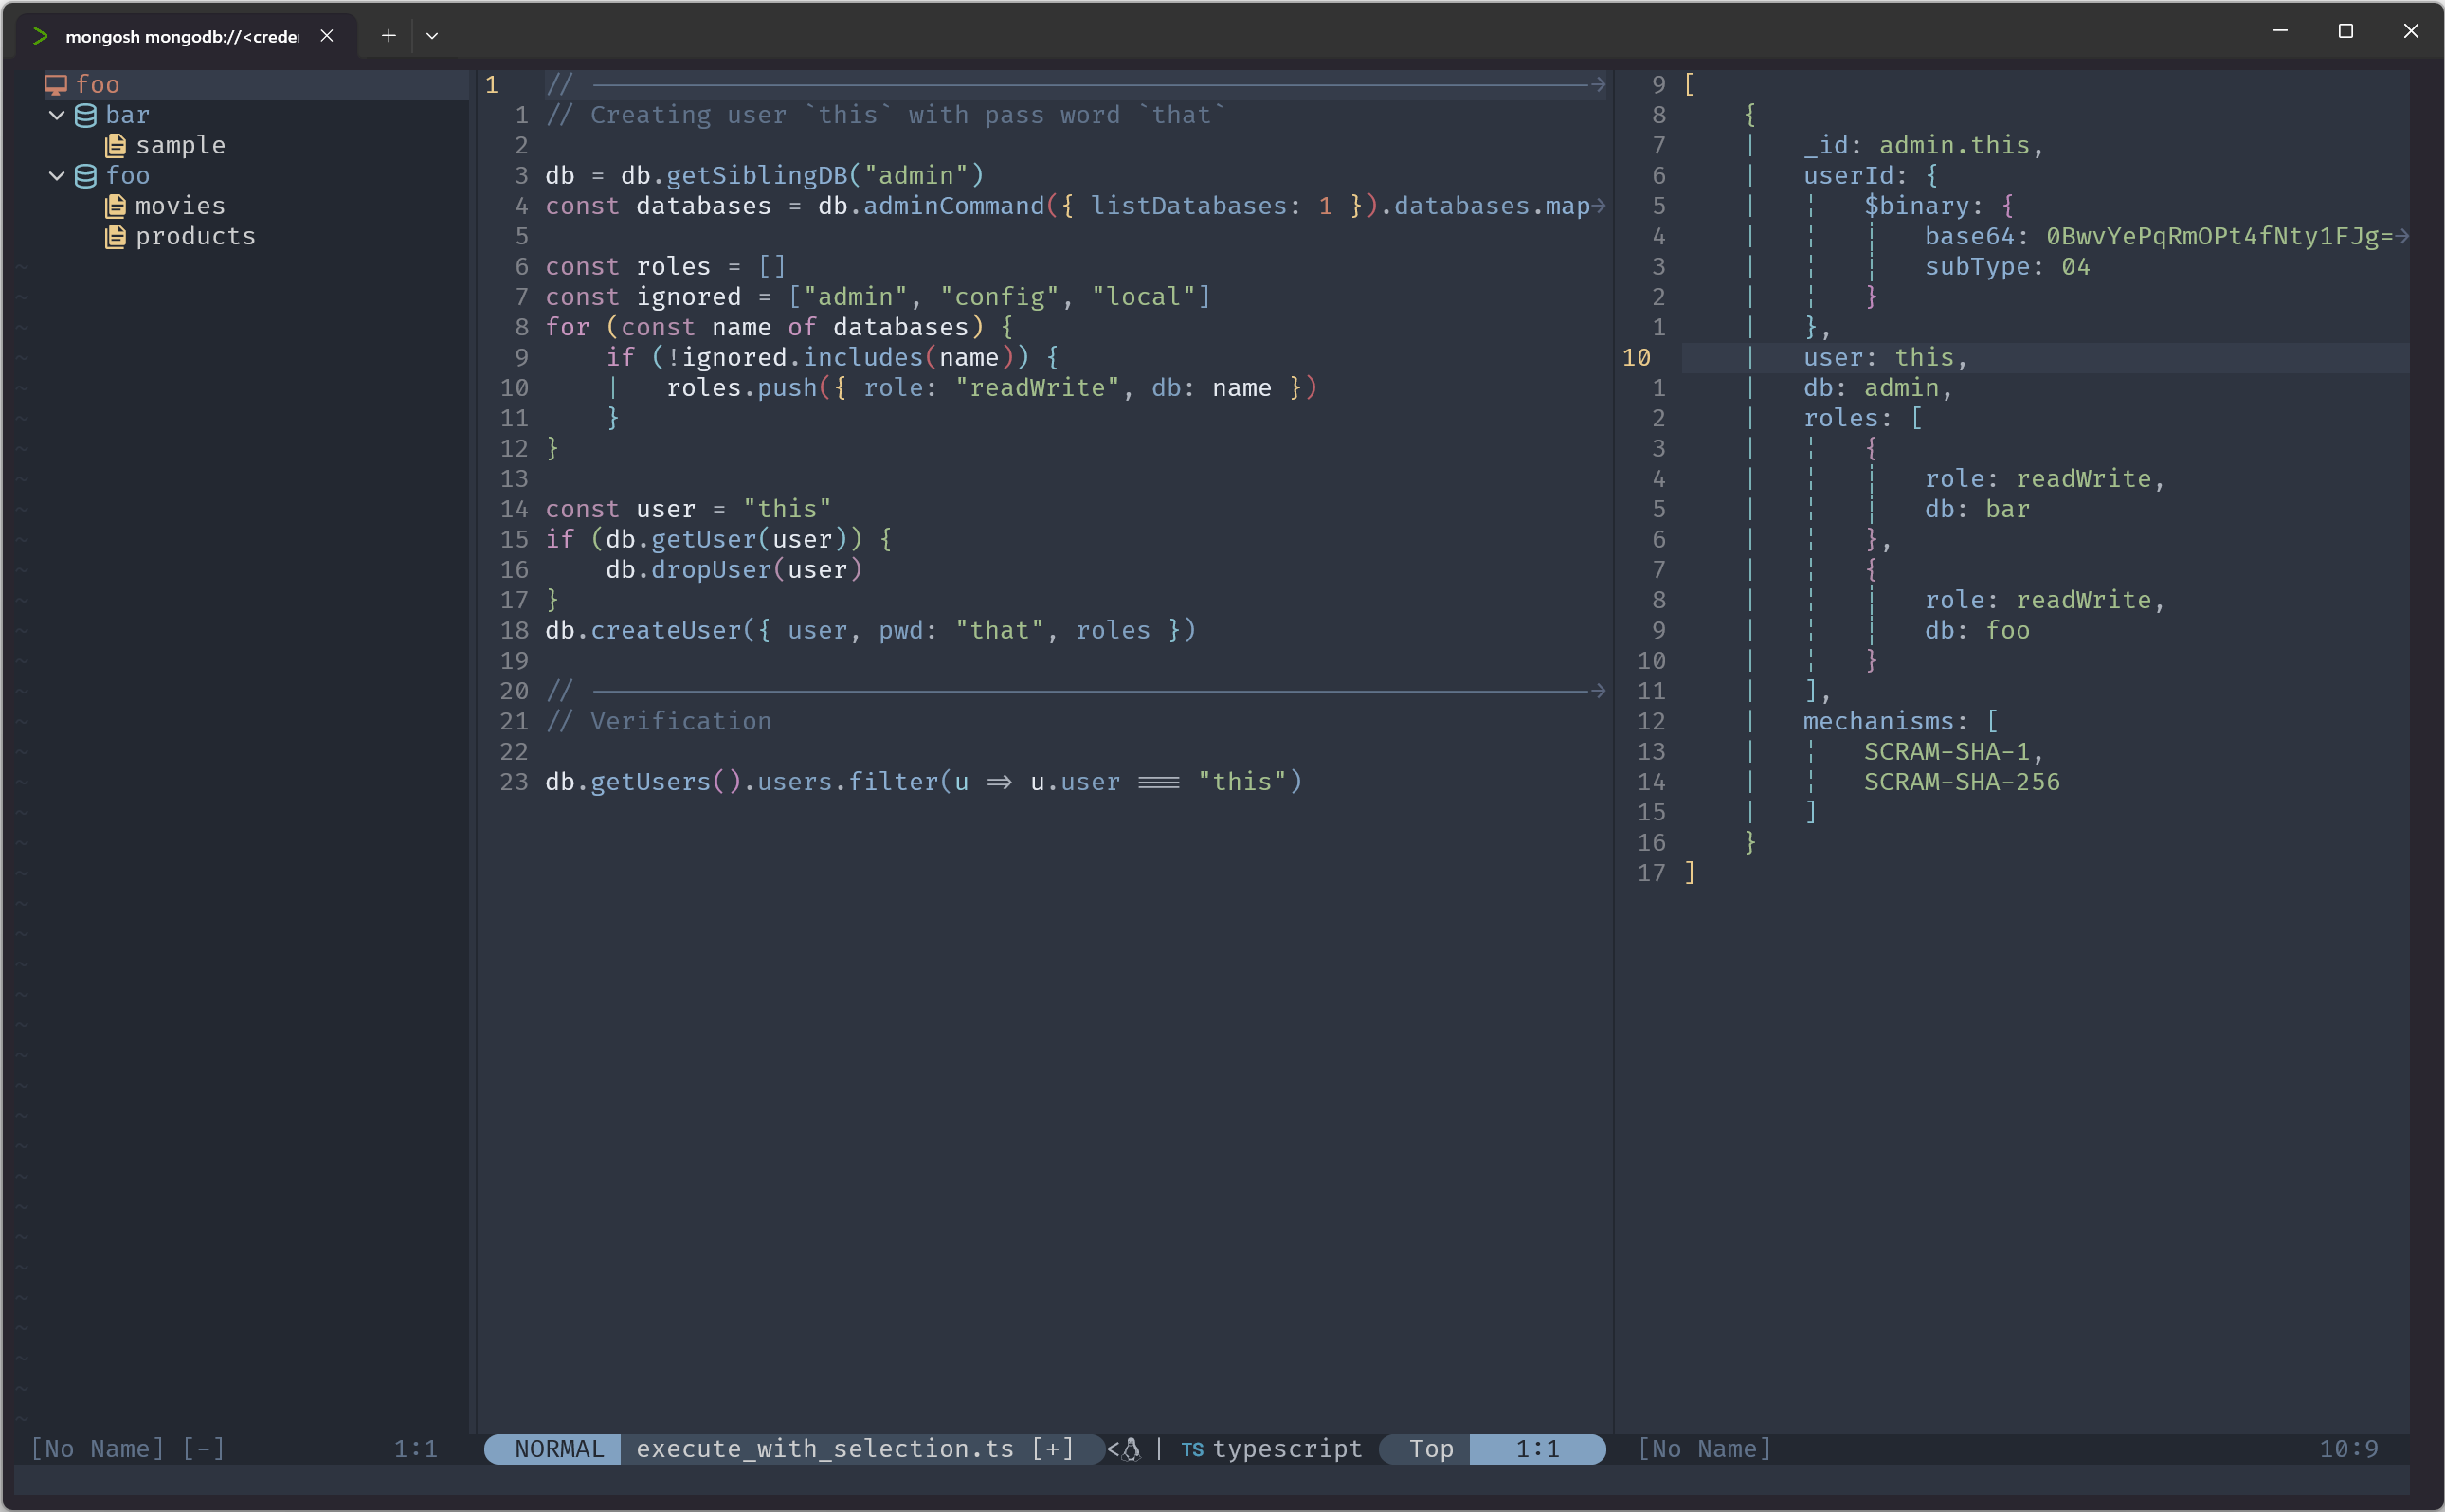 mongosh mongodb://<crede
foo
bar
sample
foo
movies
products
[No Name] [-] 1:1
1 //
1 // Creating user `this` with pass word `that`
2
3 db = db.getSiblingDB("admin")
4 const databases = db.adminCommand({ listDatabases: 1 }).databases.map
5
6 const roles = []
7 const ignored = ["admin", "config", "local"]
8 for (const name of databases) {
9     if (!ignored.includes(name)) {
10         roles.push({ role: "readWrite", db: name })
11     }
12 }
13
14 const user = "this"
15 if (db.getUser(user)) {
16     db.dropUser(user)
17 }
18 db.createUser({ user, pwd: "that", roles })
19
20 //
21 // Verification
22
23 db.getUsers().users.filter(u => u.user === "this")
NORMAL execute_with_selection.ts [+] < | TS typescript Top 1:1
9 [
8     {
7         _id: admin.this,
6         userId: {
5             $binary: {
4                 base64: 0BwvYePqRmOPt4fNty1FJg=
3                 subType: 04
2             }
1         },
10         user: this,
1         db: admin,
2         roles: [
3             {
4                 role: readWrite,
5                 db: bar
6             },
7             {
8                 role: readWrite,
9                 db: foo
10             }
11         ],
12         mechanisms: [
13             SCRAM-SHA-1,
14             SCRAM-SHA-256
15         ]
16     }
17 ]
[No Name] 10:9